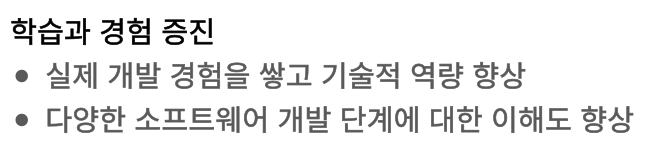 학습과 경험 증진
● 실제 개발 경험을 쌓고 기술적 역량 향상
● 다양한 소프트웨어 개발 단계에 대한 이해도 향상